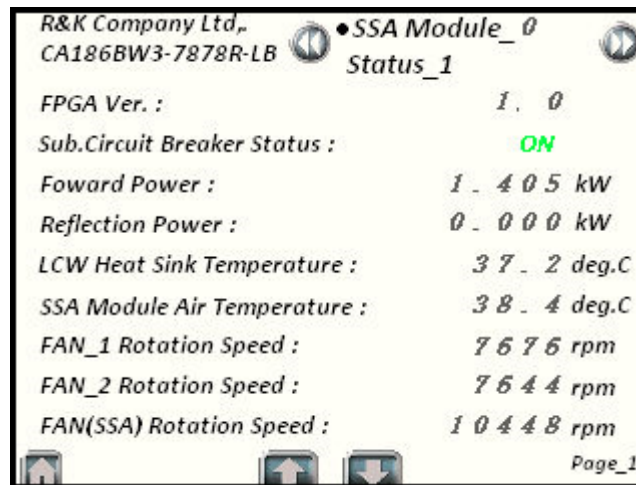 R&K Company Ltd,.
CA186BW3-7878R-LB
•SSA Module_0
Status_1
FPGA Ver. : 1. 0
Sub.Circuit Breaker Status : ON
Foward Power : 1.405 kW
Reflection Power : 0.000 kW
LCW Heat Sink Temperature : 37.2 deg.C
SSA Module Air Temperature : 38.4 deg.C
FAN_1 Rotation Speed : 7676 rpm
FAN_2 Rotation Speed : 7644 rpm
FAN(SSA) Rotation Speed : 10448 rpm
Page_1